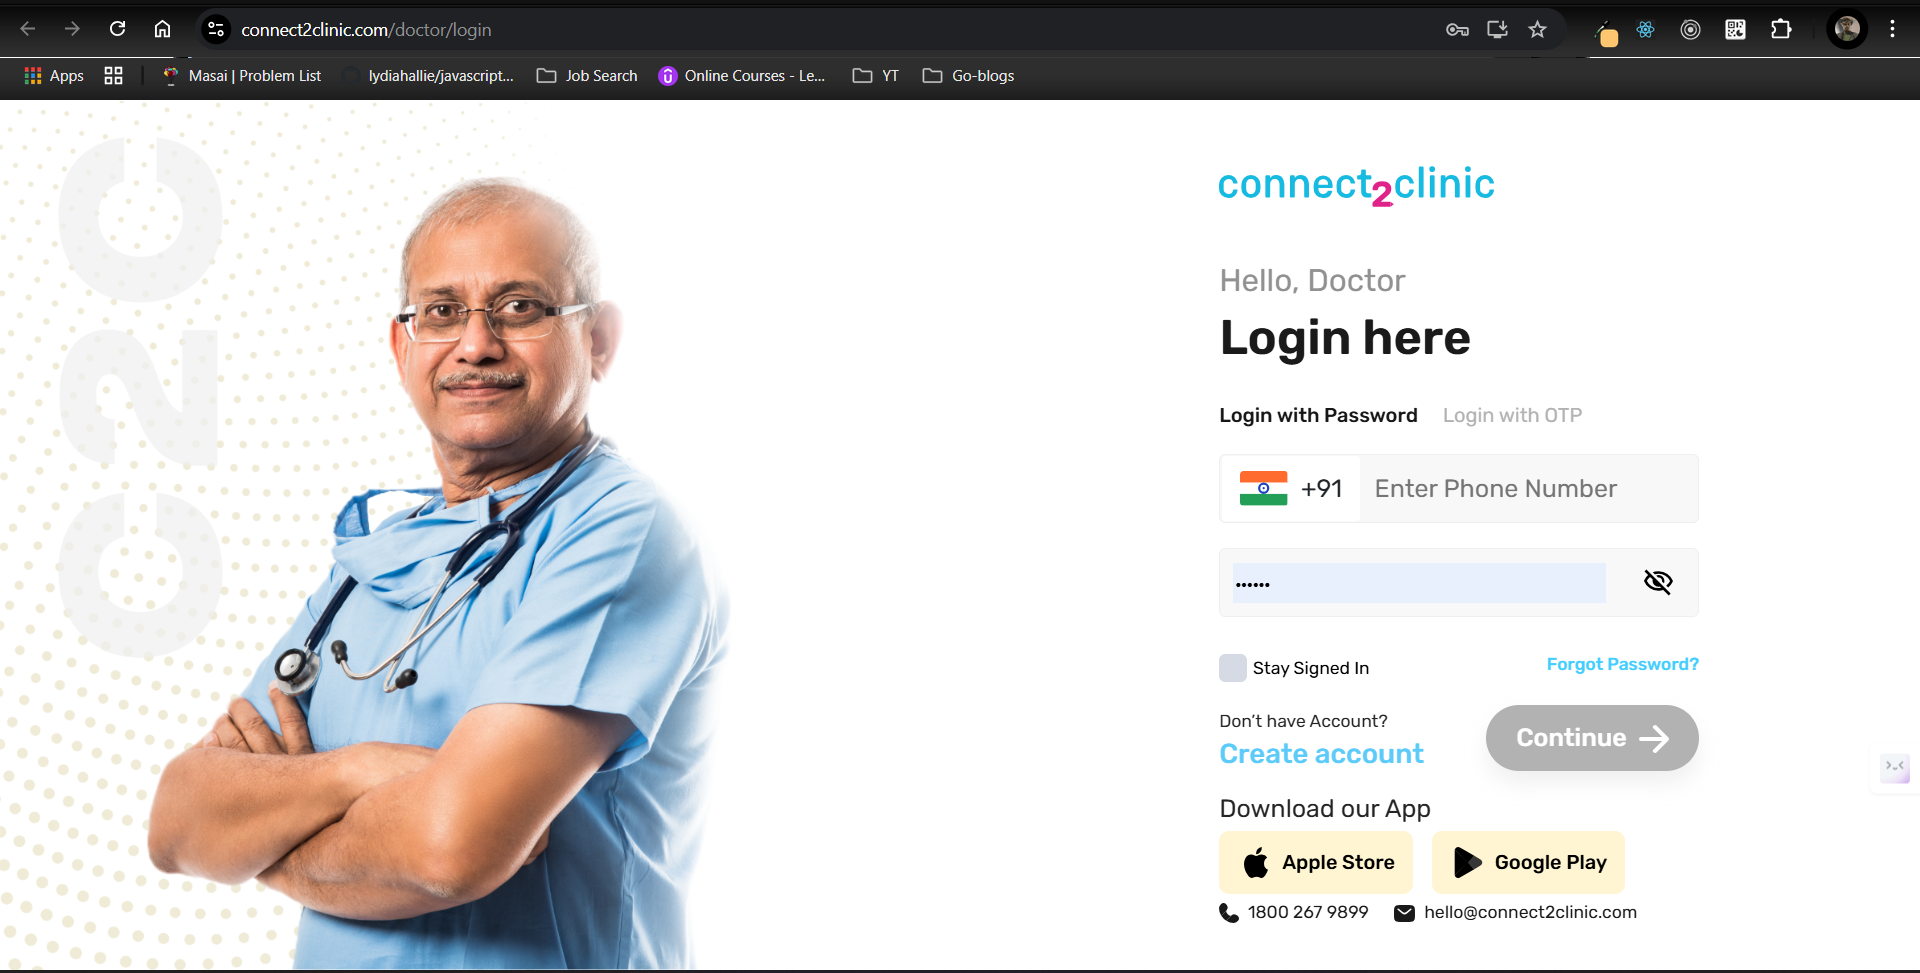 connect2clinic.com/doctor/login
Apps
Masai | Problem List
lydiahallie/javascript...
Job Search
Online Courses - Le...
YT
Go-blogs
C2C
connect2clinic
Hello, Doctor
Login here
Login with Password
Login with OTP
+91
Enter Phone Number
••••••
Stay Signed In
Forgot Password?
Don't have Account?
Create account
Continue
Download our App
Apple Store
Google Play
1800 267 9899
hello@connect2clinic.com